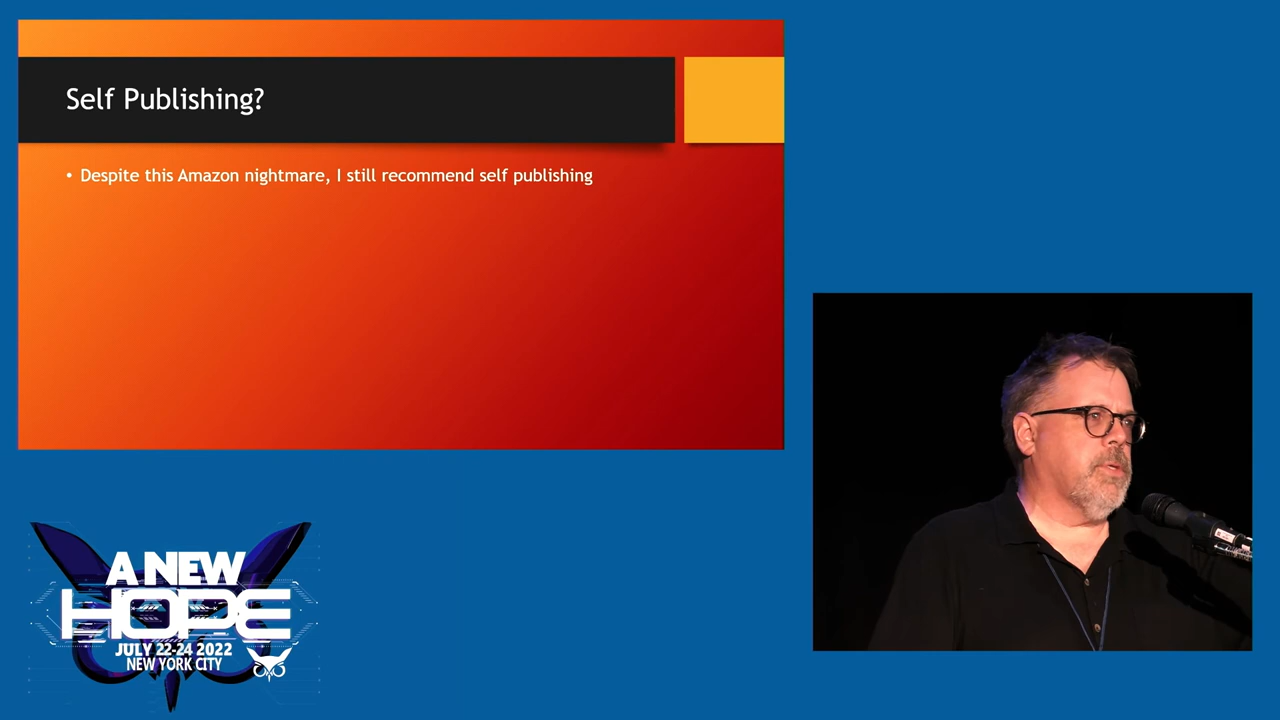 Self Publishing?
• Despite this Amazon nightmare, I still recommend self publishing
A NEW
HOPE
JULY 22-24 2022
NEW YORK CITY